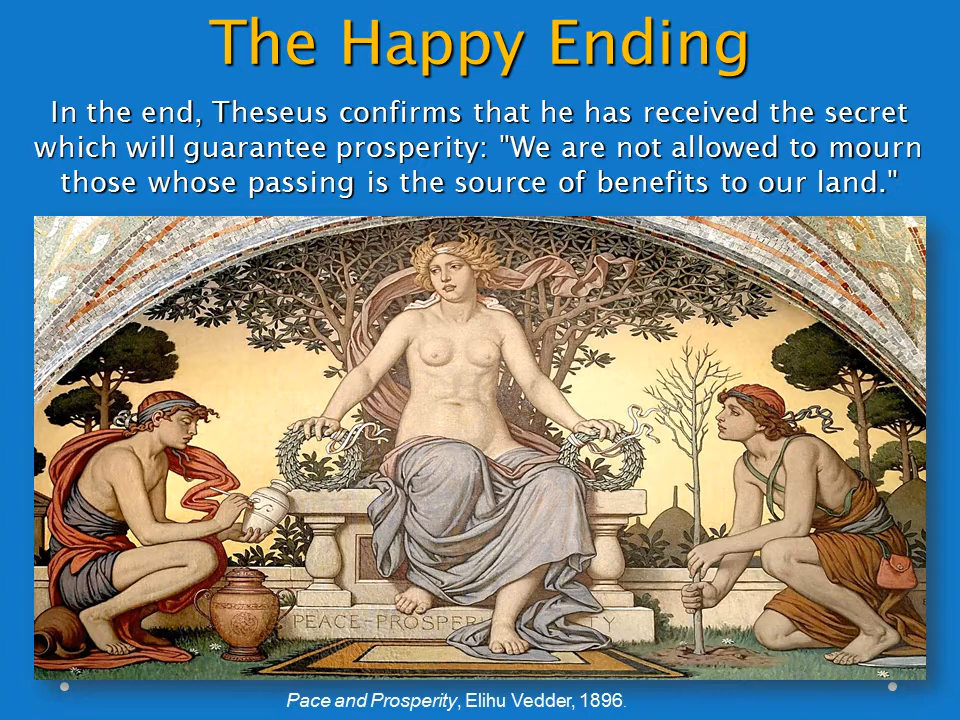 The Happy Ending
In the end, Theseus confirms that he has received the secret
which will guarantee prosperity: "We are not allowed to mourn
those whose passing is the source of benefits to our land."
PEACE-PROSPERI TY
Pace and Prosperity, Elihu Vedder, 1896.